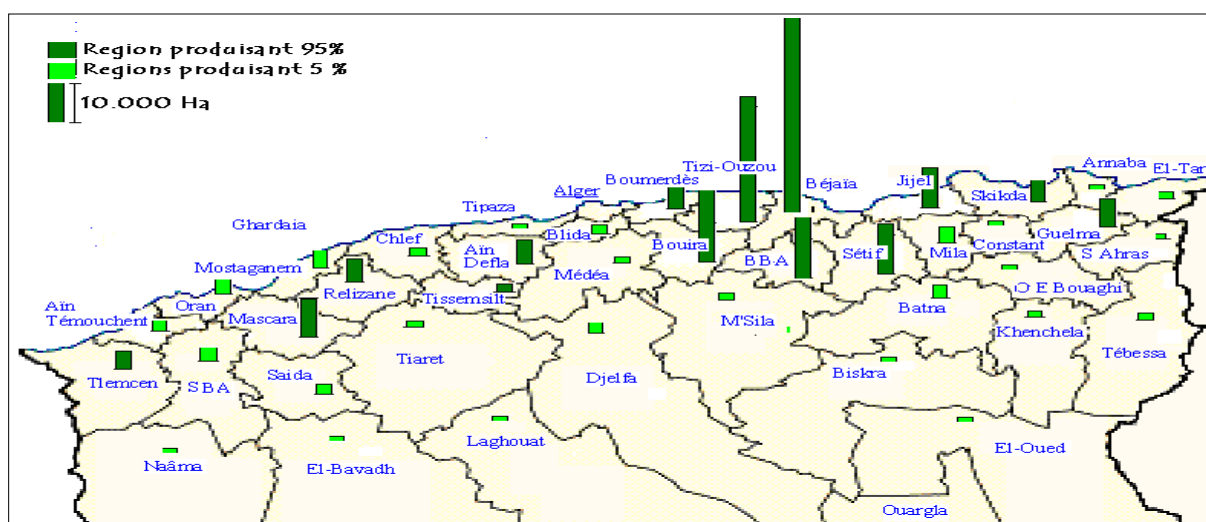 Region produisant 95%
Regions produisant 5 %
10.000 Ha
Annaba
El-Tar
Tizi-Ouzou
Boumerdès
Béjaïa
Jijel
Alger
Skikda
Tipaza
Ghardaia
Blida
Chlef
Guelma
Aïn
Defla
Bouira
BBA
Sétif
Mila
Constant
S Ahras
Mostaganem
Médéa
Relizane
Tissemsilt
O E Bouaghi
Oran
Aïn
Témouchent
Mascara
Batna
M'Sila
Khenchela
Tiaret
Tébessa
Tlemcen
SBA
Saida
Djelfa
Biskra
Laghouat
El-Oued
Naâma
El-Bavadh
Ouargla